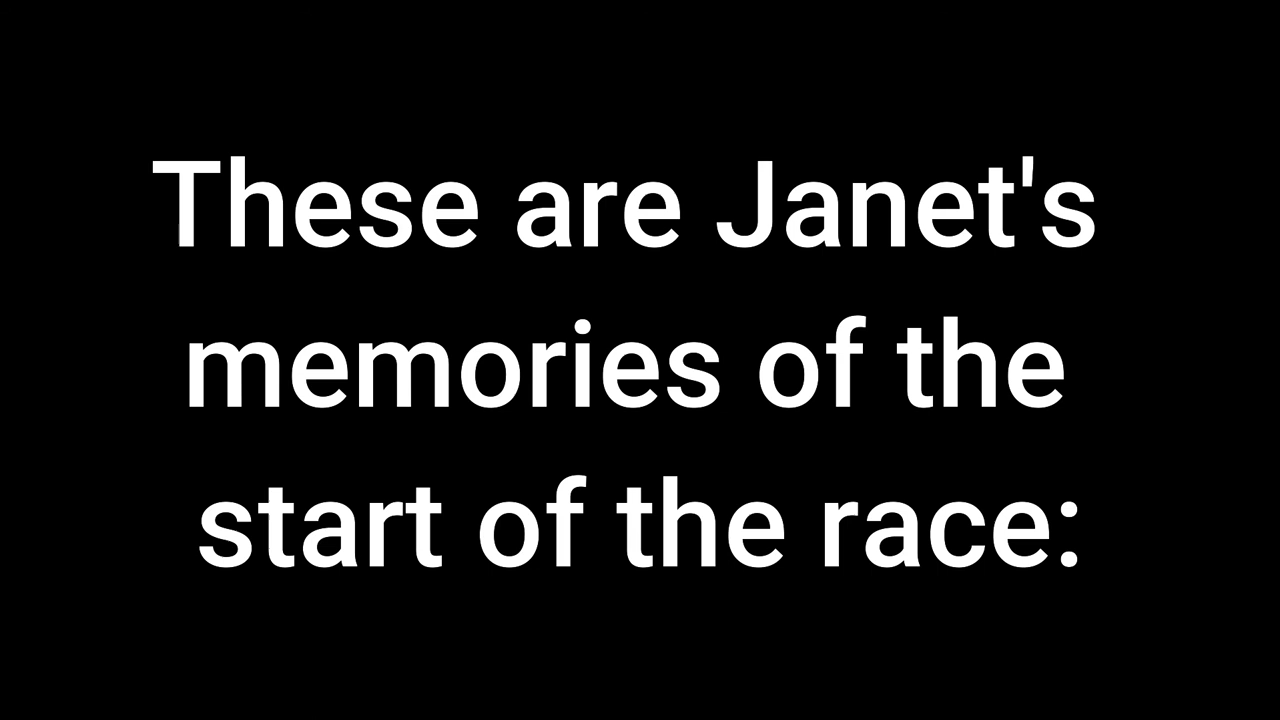 These are Janet's
memories of the
start of the race: